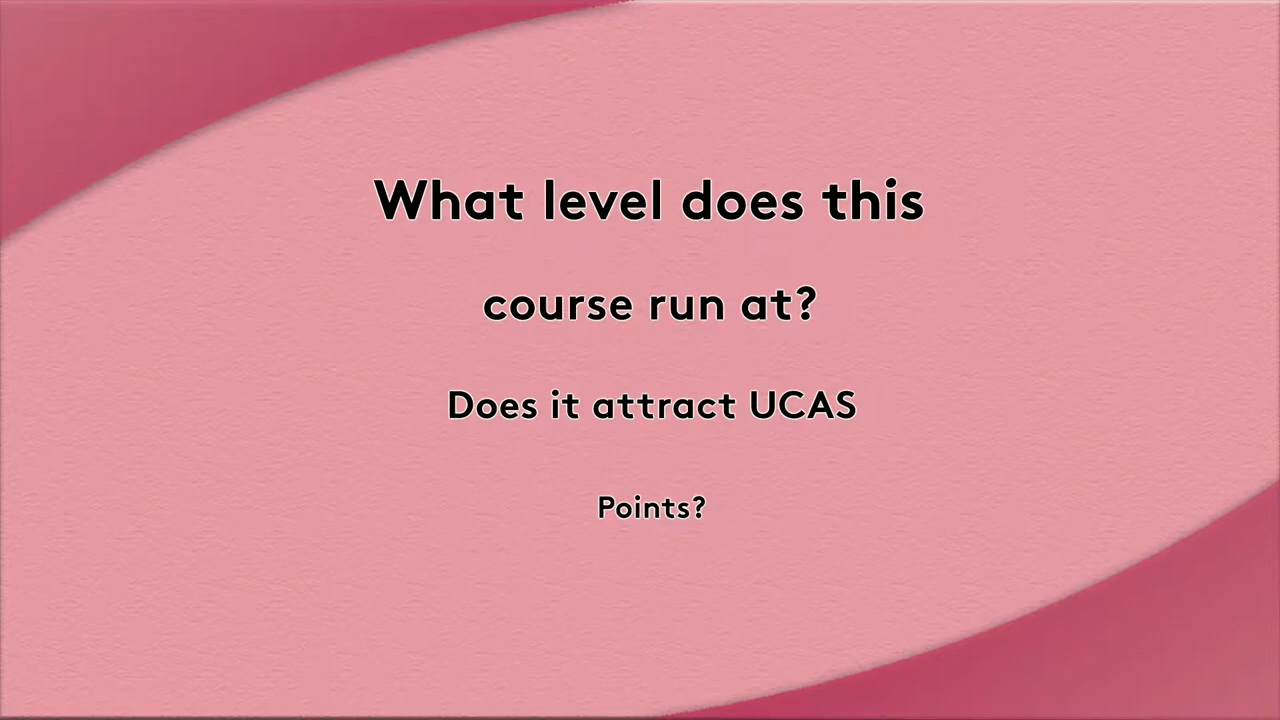 What level does this
course run at?
Does it attract UCAS
Points?